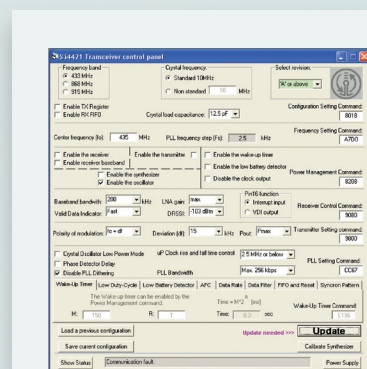 Si4421 Transceiver control panel
Frequency band
433 MHz
868 MHz
915 MHz
Crystal frequency
Standard 10MHz
Non standard 10 MHz
Select revision:
'A' or above
Enable TX Register
Enable RX FIFO
Crystal load capacitance: 12.5 pF
Configuration Setting Command:
8018
Center frequency (fo): 435 MHz PLL frequency step (Fs): 2.5 kHz
Frequency Setting Command:
A7D0
Enable the receiver
Enable receiver baseband
Enable the transmitter
Enable the synthesizer
Enable the oscillator
Enable the wake-up timer
Enable the low battery detector
Disable the clock output
Power Management Command:
8208
Baseband bandwith: 200 kHz LNA gain: max.
Valid Data Indicator: Fast DRSSI: -103 dBm
Pin16 function
Interrupt input
VDI output
Receiver Control Command:
9080
Polarity of modulation: fo + df Deviation (df): 15 kHz Pout: Pmax
Transmitter Setting command:
9800
Crystal Oscillator Low Power Mode
Phase Detector Delay
Disable PLL Dithering
uP Clock rise and fall time control 2.5 MHz or below
PLL Bandwidth Max. 256 kbps
PLL Setting Command:
CC67
Wake-Up Timer Low Duty-Cycle Low Battery Detector AFC Data Rate Data Filter FIFO and Reset Syncron Pattern
The Wake-up timer can be enabled by the
Power Management command.
M: 150 R: 1
Time = M*2^R [ms]
Time: 0.3 sec
Wake-Up Timer Command:
E196
Load a previous configuration
Update needed >>>
Update
Save current configuration
Calibrate Synthesizer
Show Status
Communication fault.
Power Supply